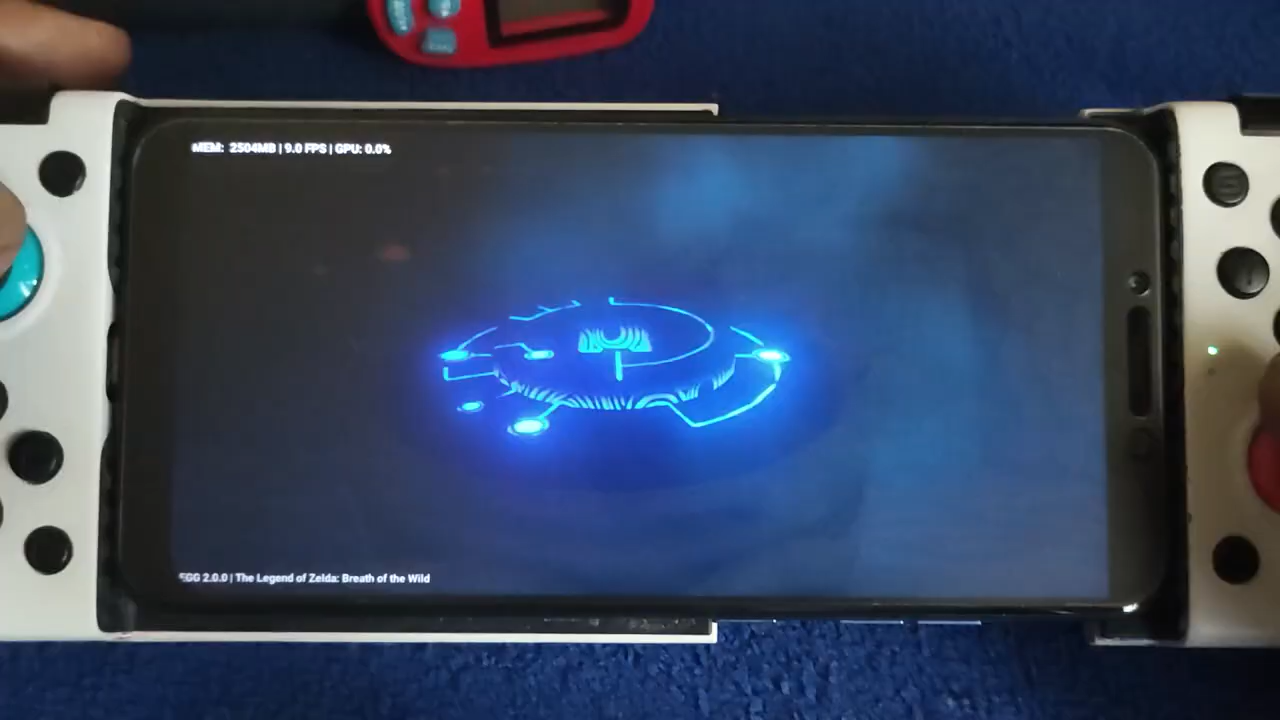 MEM: 2504MB | 9.0 FPS | GPU: 0.0%
EGG 2.0.0 | The Legend of Zelda: Breath of the Wild